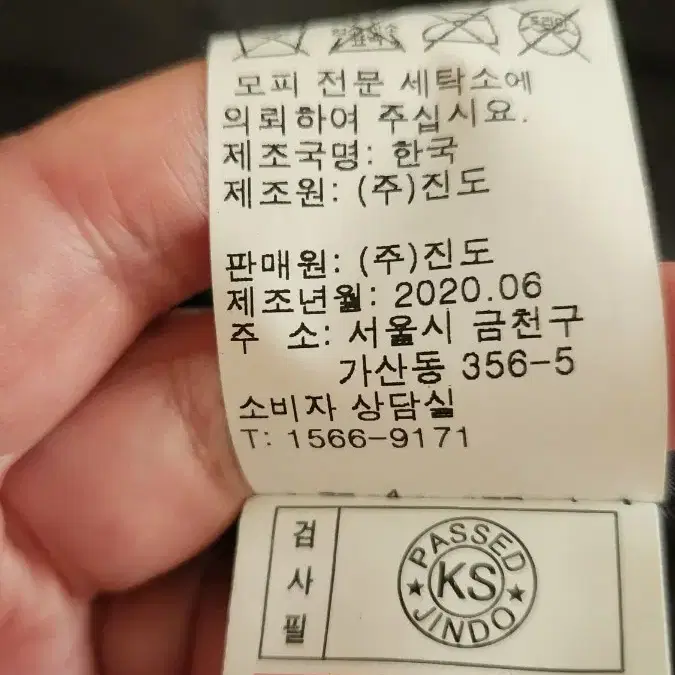 드라이
모피 전문 세탁소에
의뢰하여 주십시요.
제조국명: 한국
제조원: (주)진도
판매원: (주)진도
제조년월: 2020.06
주 소: 서울시 금천구
가산동 356-5
소비자 상담실
T: 1566-9171
검사필
PASSED
KS
JINDO